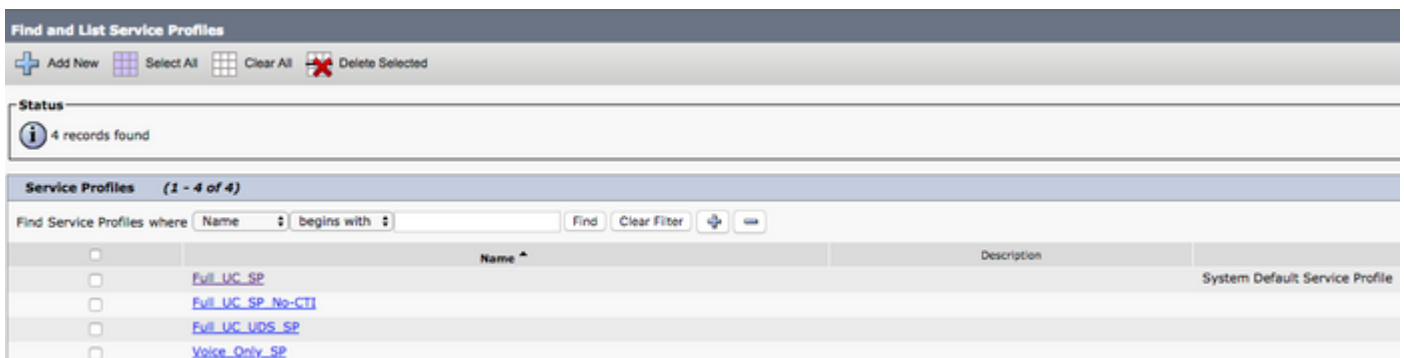 Find and List Service Profiles
Add New Select All Clear All Delete Selected
Status
4 records found
Service Profiles (1 - 4 of 4)
Find Service Profiles where Name begins with Find Clear Filter
Name Description
Full_UC_SP System Default Service Profile
Full_UC_SP_No-CTI
Full_UC_UDS_SP
Voice_Only_SP